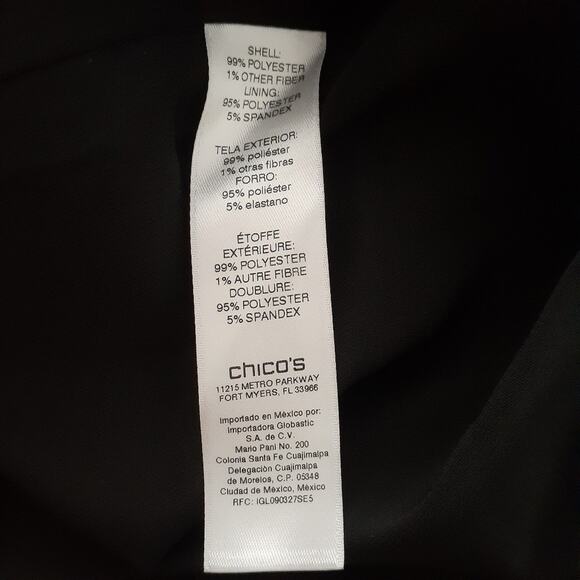 SHELL:
99% POLYESTER
1% OTHER FIBER
LINING:
95% POLYESTER
5% SPANDEX
TELA EXTERIOR:
99% poliéster
1% otras fibras
FORRO:
95% poliéster
5% elastano
ÉTOFFE
EXTÉRIEURE:
99% POLYESTER
1% AUTRE FIBRE
DOUBLURE:
95% POLYESTER
5% SPANDEX
chico's
11215 METRO PARKWAY
FORT MYERS, FL 33966
Importado en México por:
Importadora Globastic
S.A. de C.V.
Mario Pani No. 200
Colonia Santa Fe Cuajimalpa
Delegación Cuajimalpa
de Morelos, C.P. 05348
Ciudad de México, México
RFC: IGL090327SE5